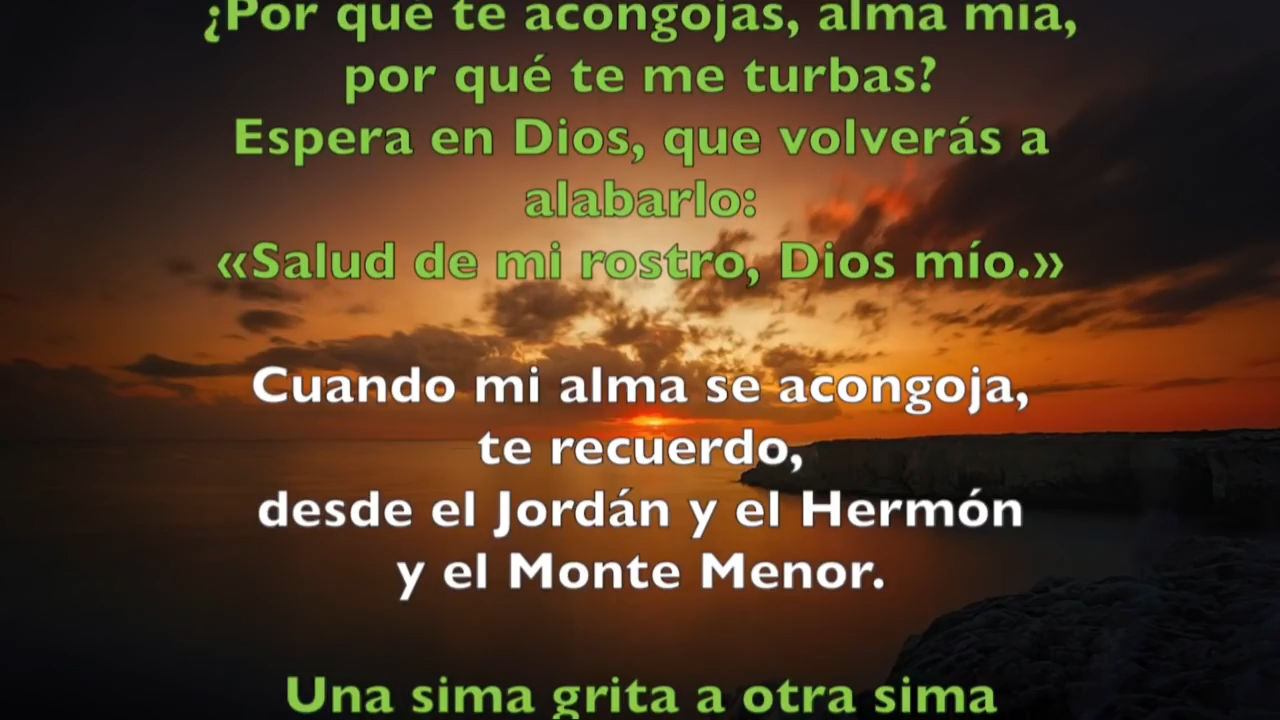 ¿Por qué te acongojas, alma mía,
por qué te me turbas?
Espera en Dios, que volverás a
alabarlo:
«Salud de mi rostro, Dios mío.»
Cuando mi alma se acongoja,
te recuerdo,
desde el Jordán y el Hermón
y el Monte Menor.
Una sima grita a otra sima